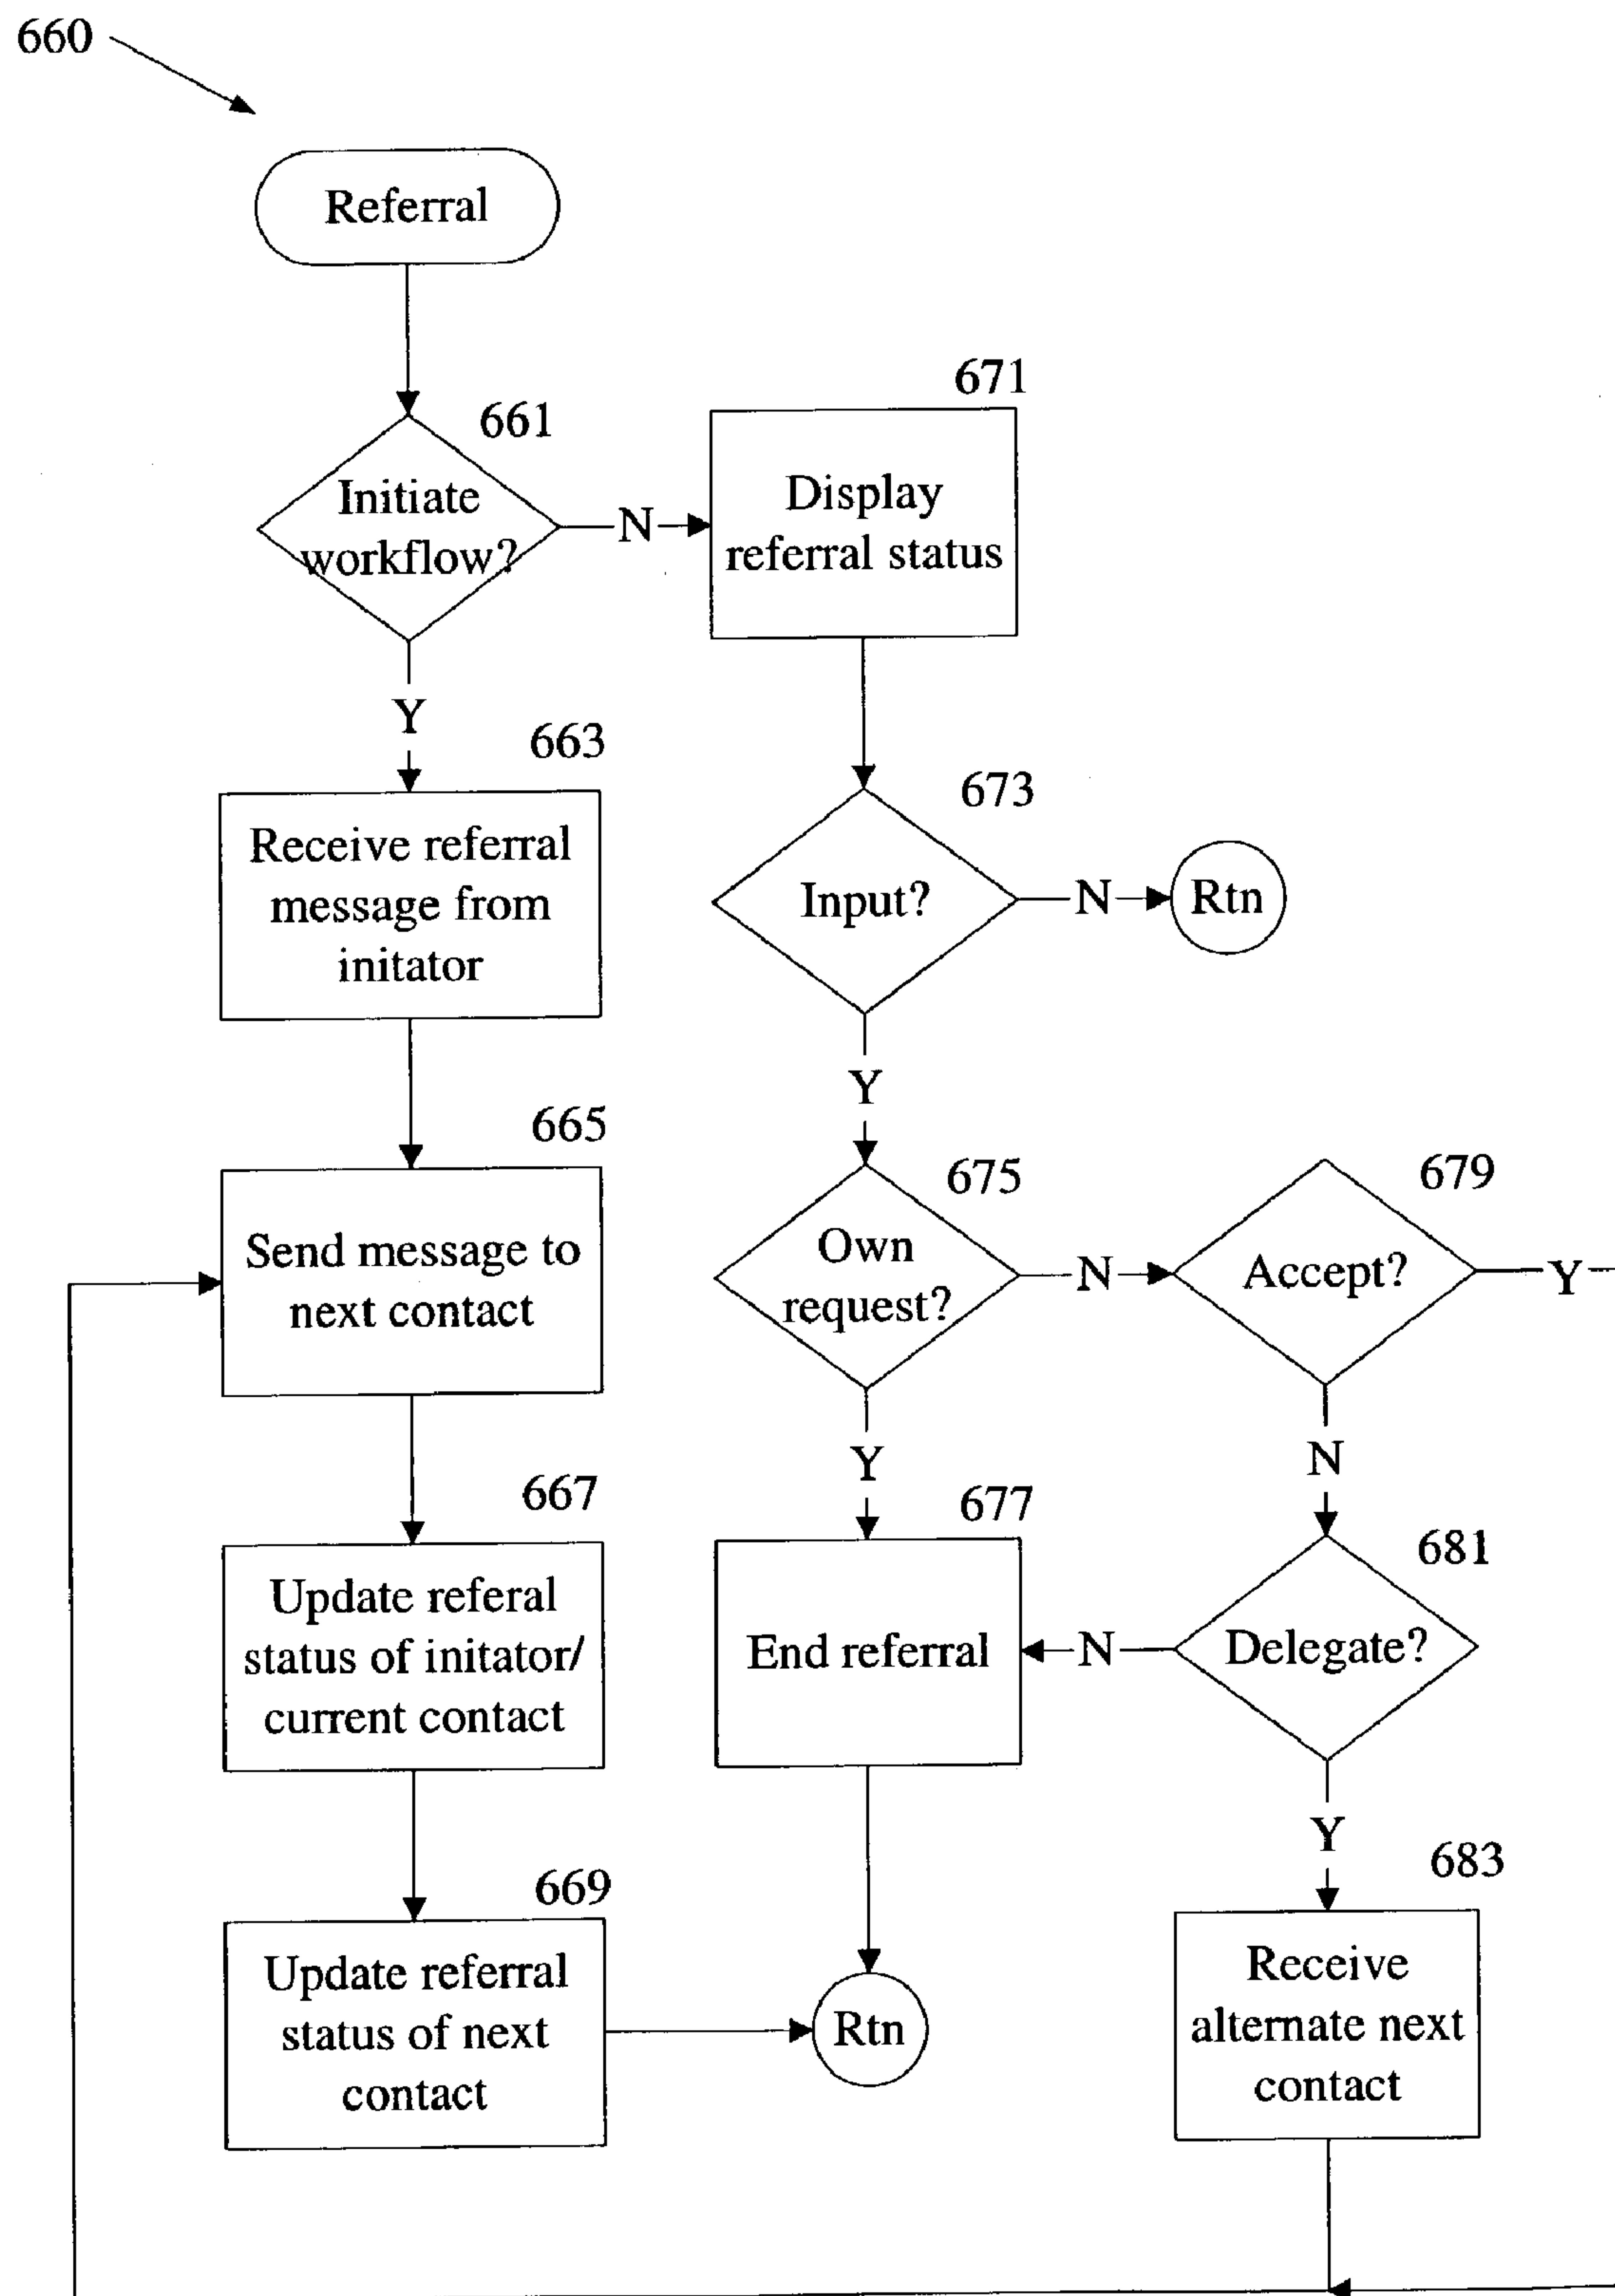 660
Referral
661
Initiate
workflow?
N
Y
663
Receive referral
message from
initator
665
Send message to
next contact
667
Update referal
status of initator/
current contact
669
Update referral
status of next
contact
671
Display
referral status
673
Input?
N
Rtn
Y
675
Own
request?
N
Y
677
End referral
Rtn
679
Accept?
Y
N
681
Delegate?
N
Y
683
Receive
alternate next
contact